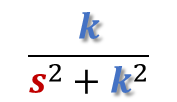 k
s² + k²